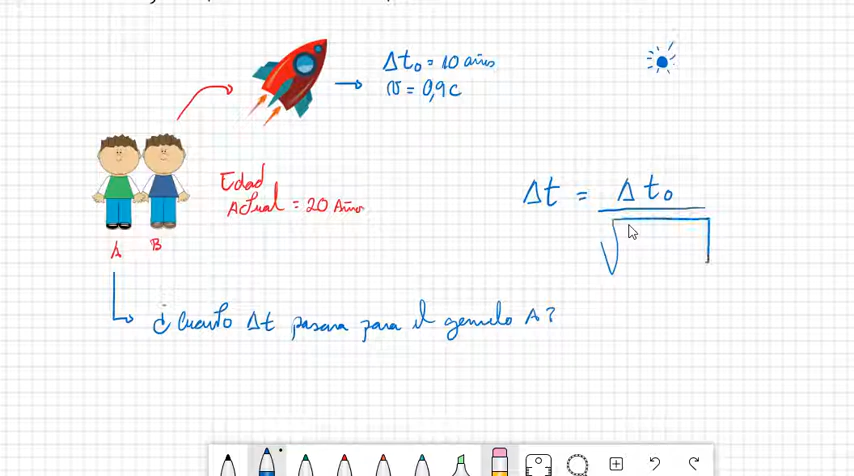 Δt₀ = 10 años
v = 0,9c
Edad
Actual = 20 Años
A B
Δt = Δt₀ / √
¿Cuanto Δt pasara para el gemelo A?